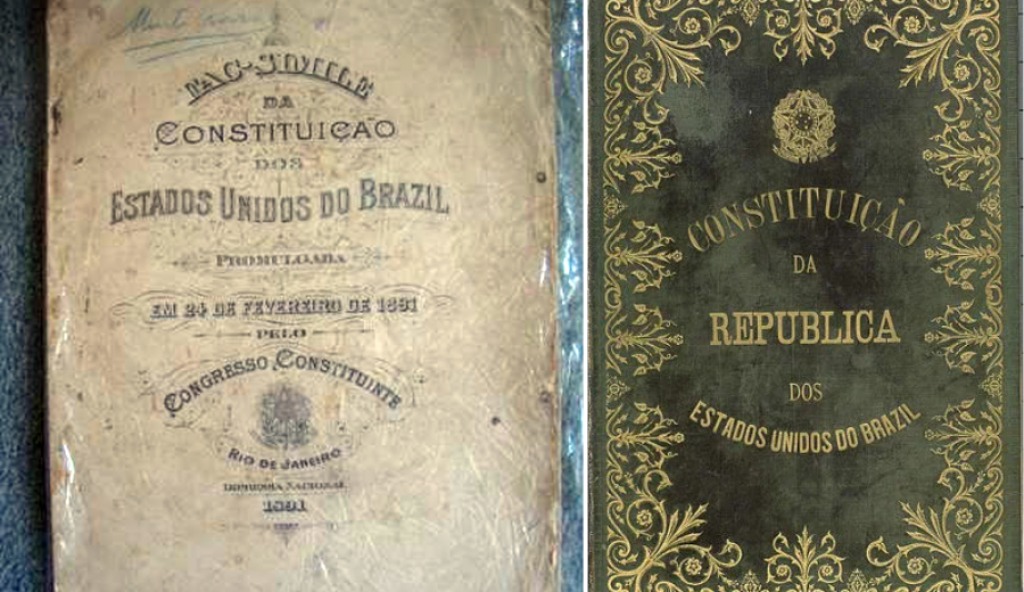 FAC-SIMILE
DA
CONSTITUIÇÃO
DOS
ESTADOS UNIDOS DO BRAZIL
PROMULGADA
EM 24 DE FEVEREIRO DE 1891
PELO
CONGRESSO CONSTITUINTE
RIO DE JANEIRO
IMPRENSA NACIONAL
1891
CONSTITUIÇÃO
DA
REPUBLICA
DOS
ESTADOS UNIDOS DO BRAZIL